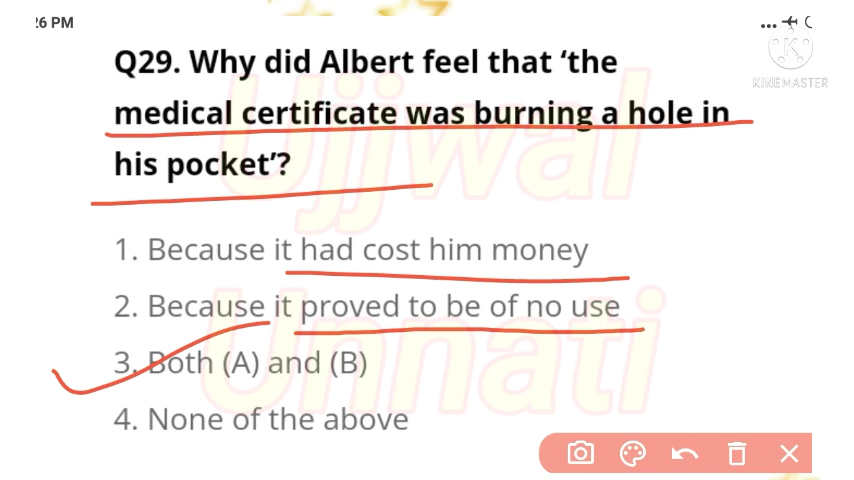 :26 PM
KINEMASTER
Q29. Why did Albert feel that ‘the
medical certificate was burning a hole in
his pocket’?
1. Because it had cost him money
2. Because it proved to be of no use
3. Both (A) and (B)
4. None of the above
Ujjwal
Unnati